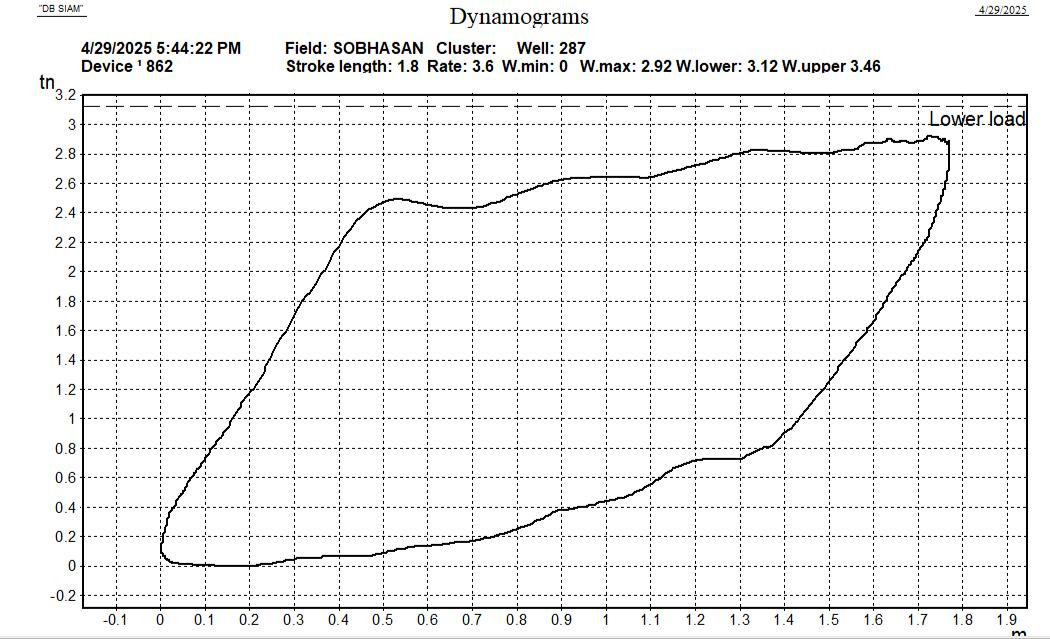 "DB SIAM"
4/29/2025
Dynamograms
4/29/2025 5:44:22 PM Field: SOBHASAN Cluster: Well: 287
Device ¹ 862 Stroke length: 1.8 Rate: 3.6 W.min: 0 W.max: 2.92 W.lower: 3.12 W.upper 3.46
tn
3.2
Lower load
3
2.8
2.6
2.4
2.2
2
1.8
1.6
1.4
1.2
1
0.8
0.6
0.4
0.2
0
-0.2
-0.1 0 0.1 0.2 0.3 0.4 0.5 0.6 0.7 0.8 0.9 1 1.1 1.2 1.3 1.4 1.5 1.6 1.7 1.8 1.9
m